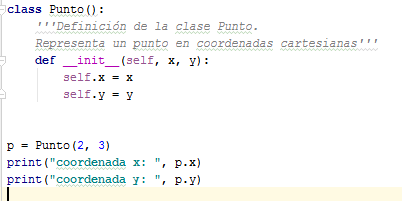 class Punto():
    '''Definición de la clase Punto.
    Representa un punto en coordenadas cartesianas'''
    def __init__(self, x, y):
        self.x = x
        self.y = y
p = Punto(2, 3)
print("coordenada x: ", p.x)
print("coordenada y: ", p.y)